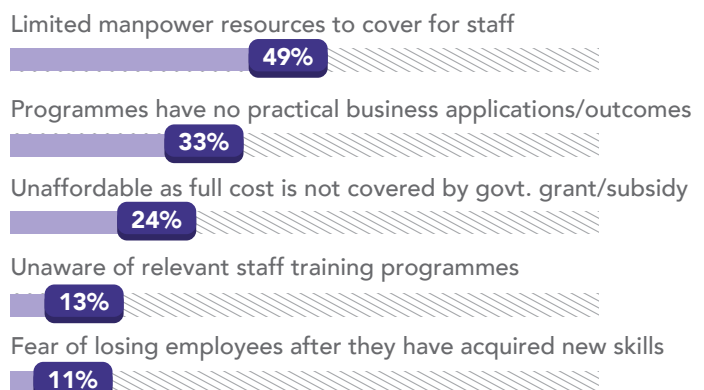 Limited manpower resources to cover for staff
49%
Programmes have no practical business applications/outcomes
33%
Unaffordable as full cost is not covered by govt. grant/subsidy
24%
Unaware of relevant staff training programmes
13%
Fear of losing employees after they have acquired new skills
11%